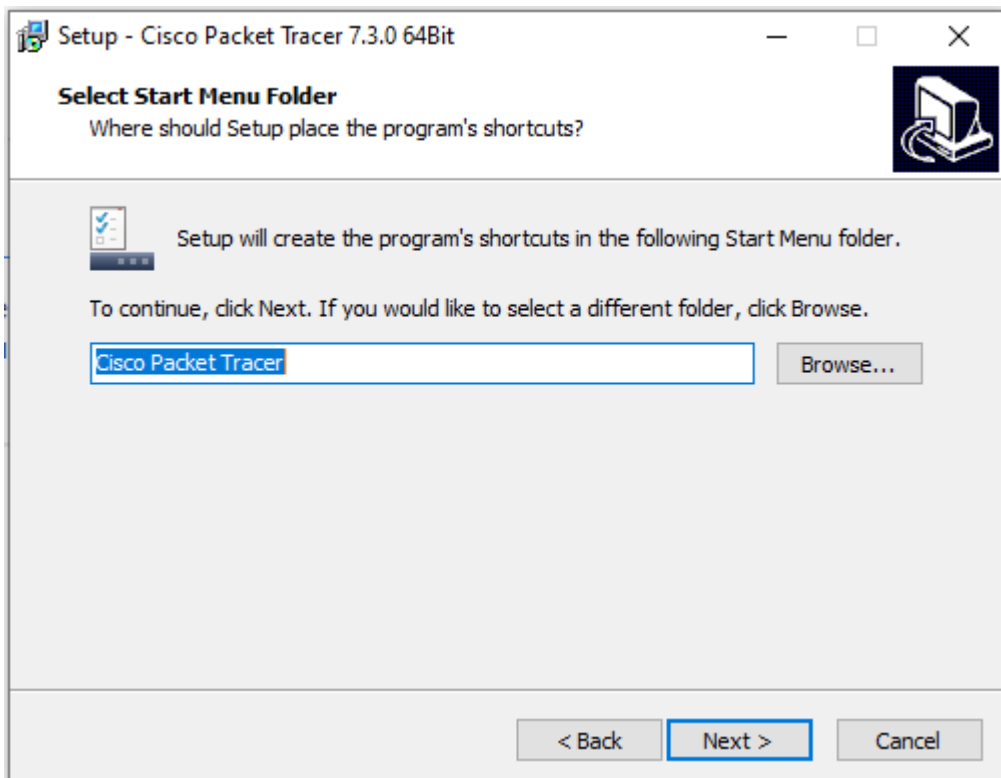 Setup - Cisco Packet Tracer 7.3.0 64Bit
Select Start Menu Folder
Where should Setup place the program's shortcuts?
Setup will create the program's shortcuts in the following Start Menu folder.
To continue, click Next. If you would like to select a different folder, click Browse.
Cisco Packet Tracer
Browse...
< Back
Next >
Cancel